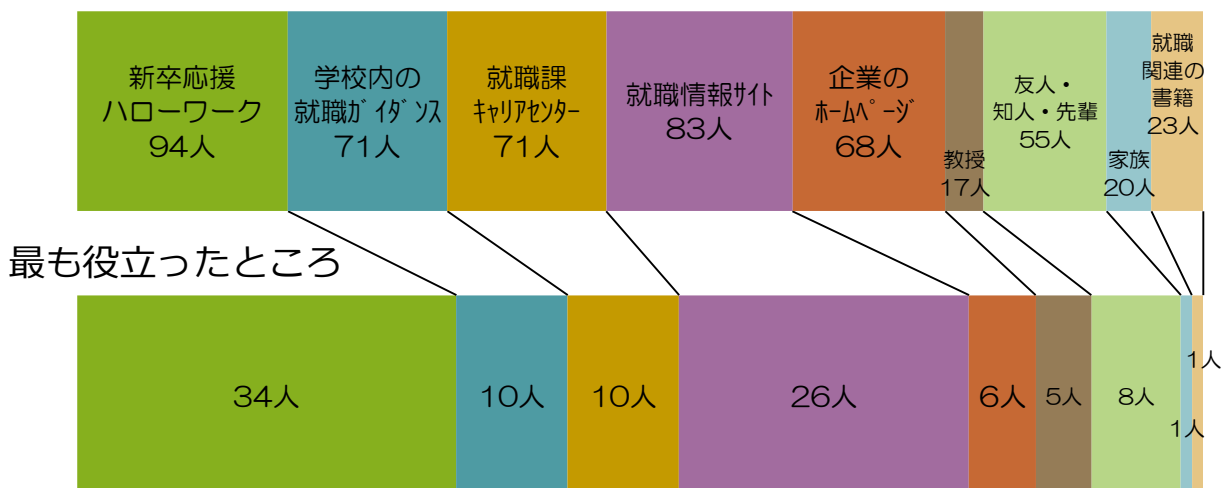 新卒応援
ハローワーク
94人
学校内の
就職ガイダンス
71人
就職課
キャリアセンター
71人
就職情報サイト
83人
企業の
ホームページ
68人
教授
17人
友人・
知人・先輩
55人
家族
20人
就職
関連の
書籍
23人
最も役立ったところ
34人
10人
10人
26人
6人
5人
8人
1人
1人